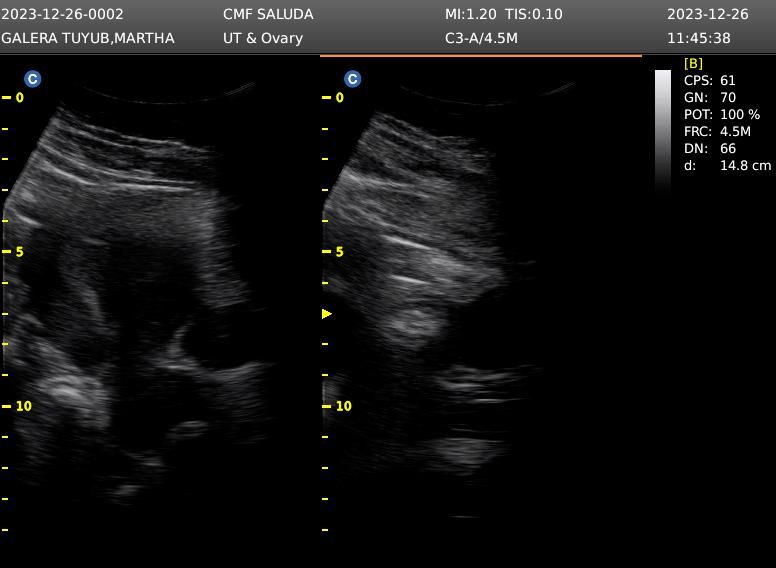 2023-12-26-0002 CMF SALUDA MI:1.20 TIS:0.10 2023-12-26
GALERA TUYUB,MARTHA UT & Ovary C3-A/4.5M 11:45:38
[B]
CPS: 61
GN: 70
POT: 100 %
FRC: 4.5M
DN: 66
d: 14.8 cm
C
0
5
10
C
0
5
10